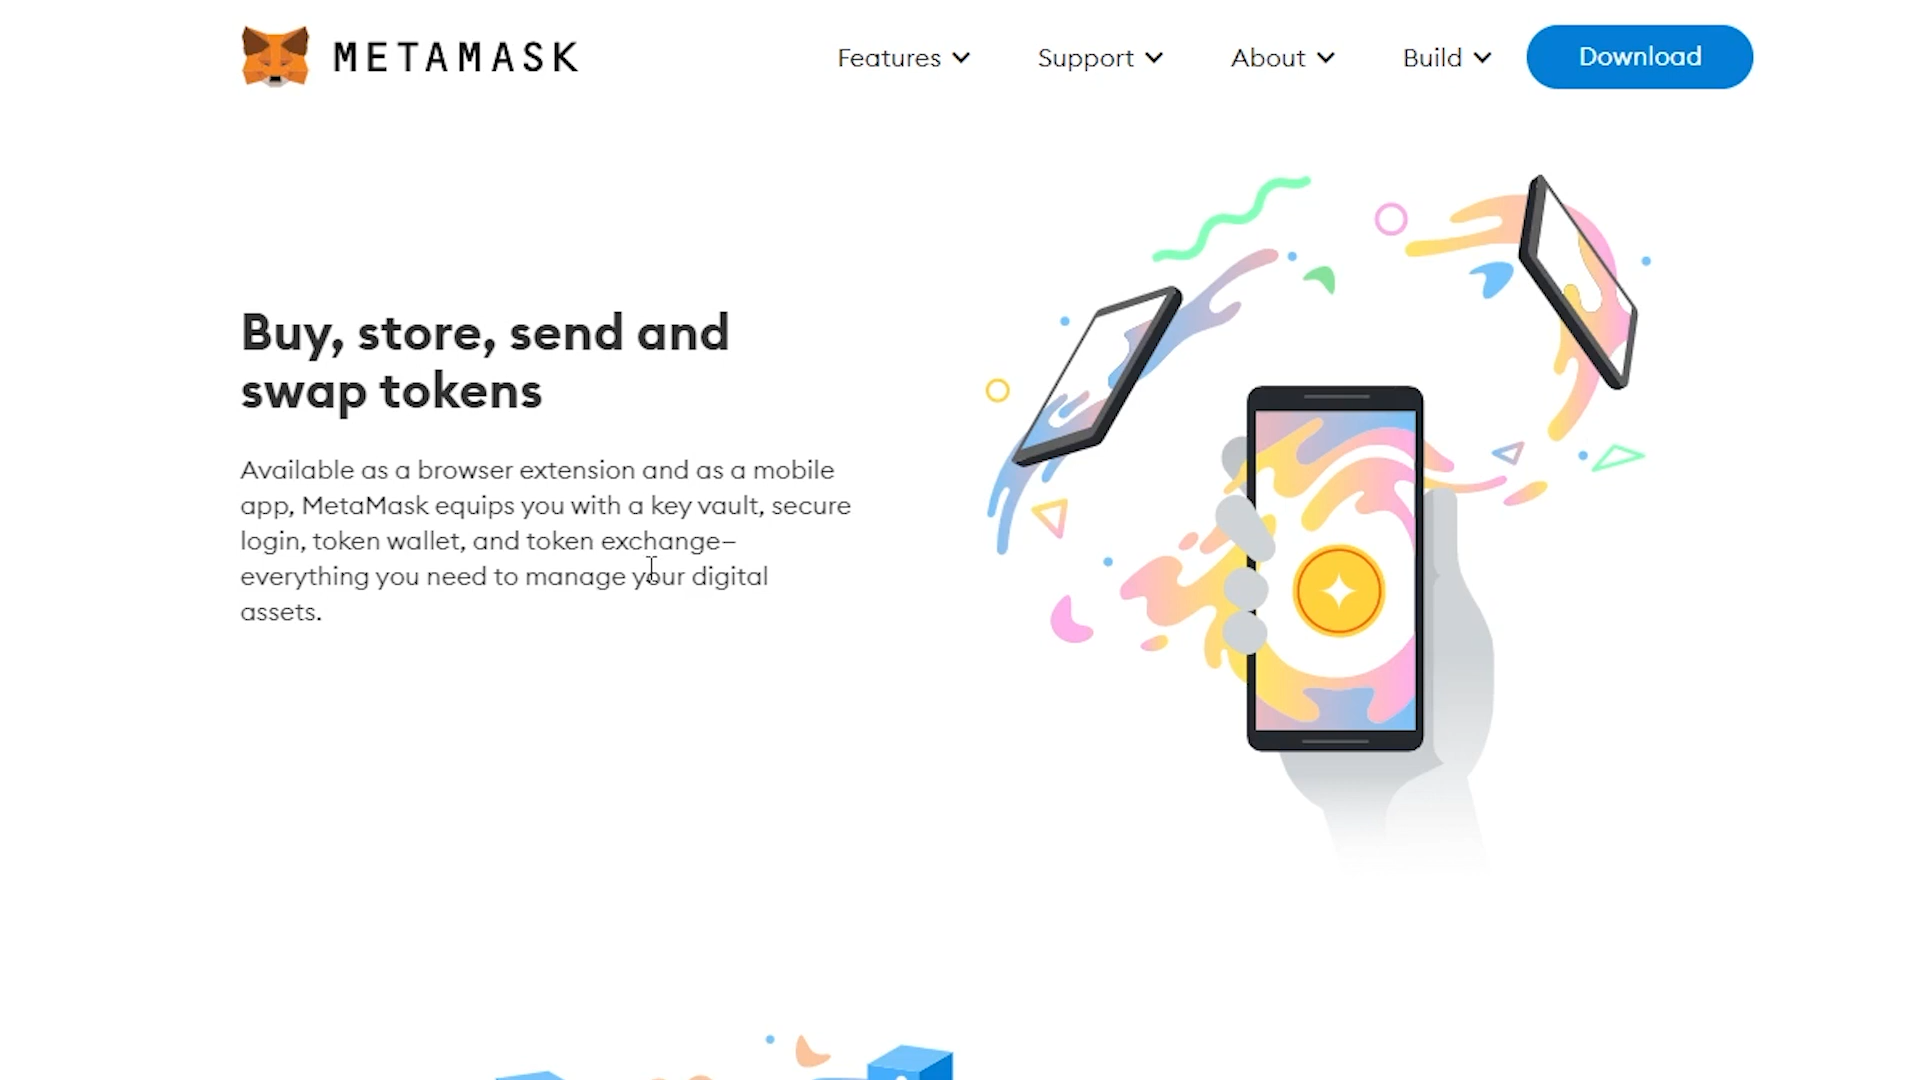 METAMASK
Features
Support
About
Build
Download
Buy, store, send and
swap tokens
Available as a browser extension and as a mobile
app, MetaMask equips you with a key vault, secure
login, token wallet, and token exchange—
everything you need to manage your digital
assets.